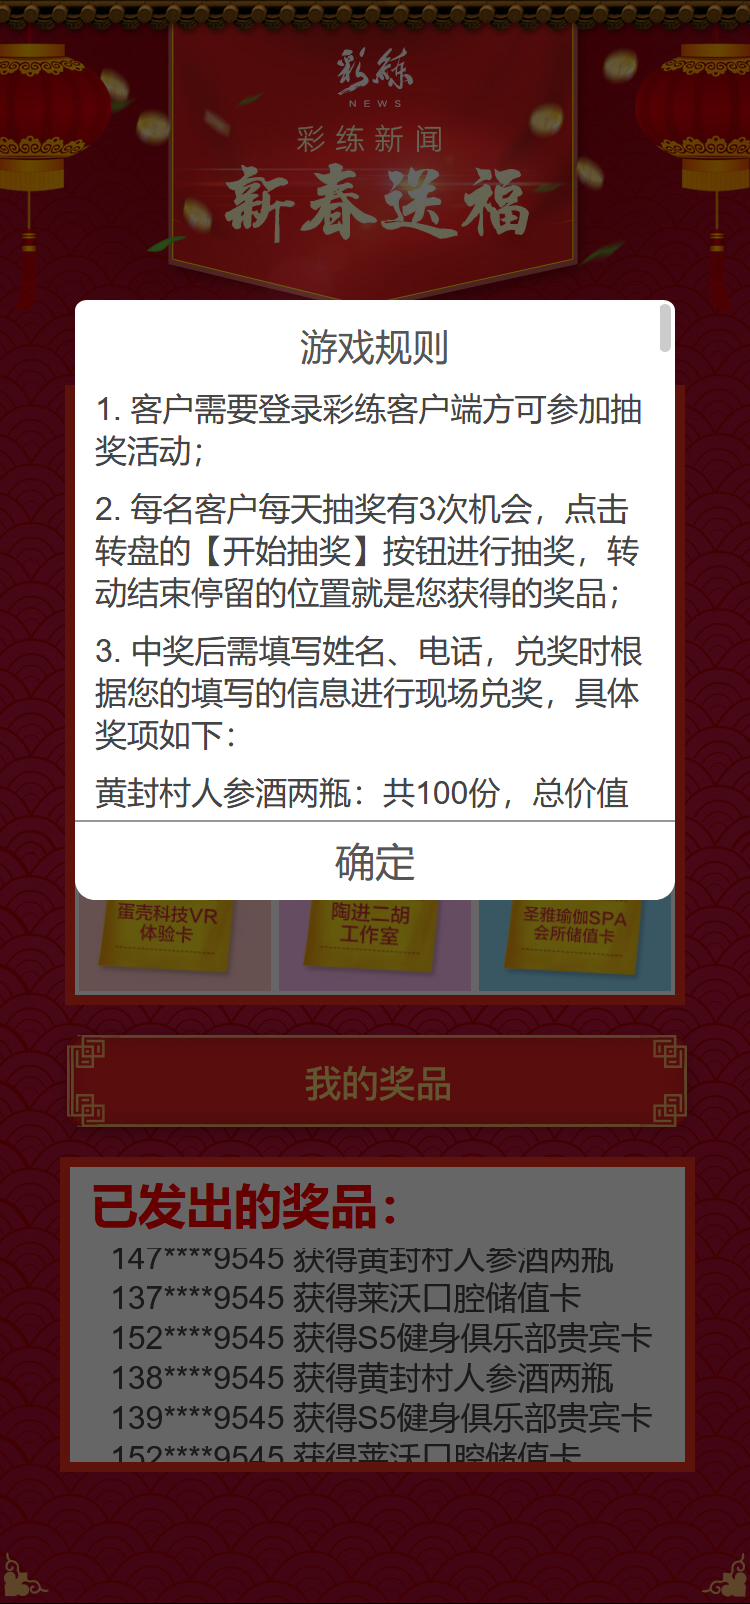 彩练
NEWS
彩练新闻
新春送福
游戏规则
1. 客户需要登录彩练客户端方可参加抽
奖活动；
2. 每名客户每天抽奖有3次机会，点击
转盘的【开始抽奖】按钮进行抽奖，转
动结束停留的位置就是您获得的奖品；
3. 中奖后需填写姓名、电话，兑奖时根
据您的填写的信息进行现场兑奖，具体
奖项如下：
黄封村人参酒两瓶：共100份，总价值
确定
蛋壳科技VR
体验卡
陶进二胡
工作室
圣雅瑜伽SPA
会所储值卡
我的奖品
已发出的奖品：
147****9545 获得黄封村人参酒两瓶
137****9545 获得莱沃口腔储值卡
152****9545 获得S5健身俱乐部贵宾卡
138****9545 获得黄封村人参酒两瓶
139****9545 获得S5健身俱乐部贵宾卡
152****9545 获得莱沃口腔储值卡